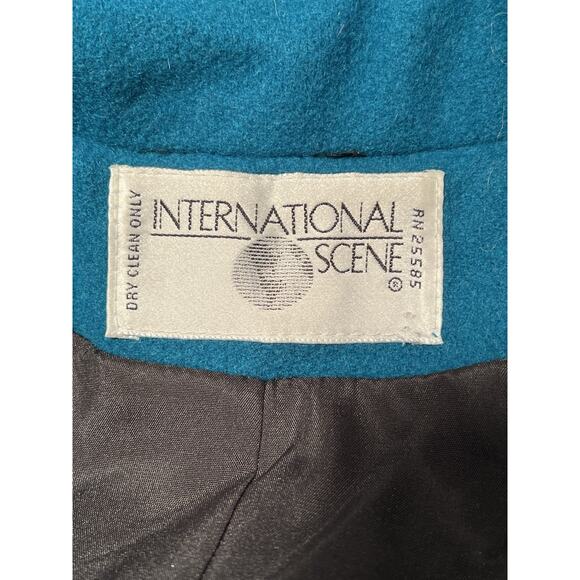 DRY CLEAN ONLY
INTERNATIONAL
SCENE®
RN 25585